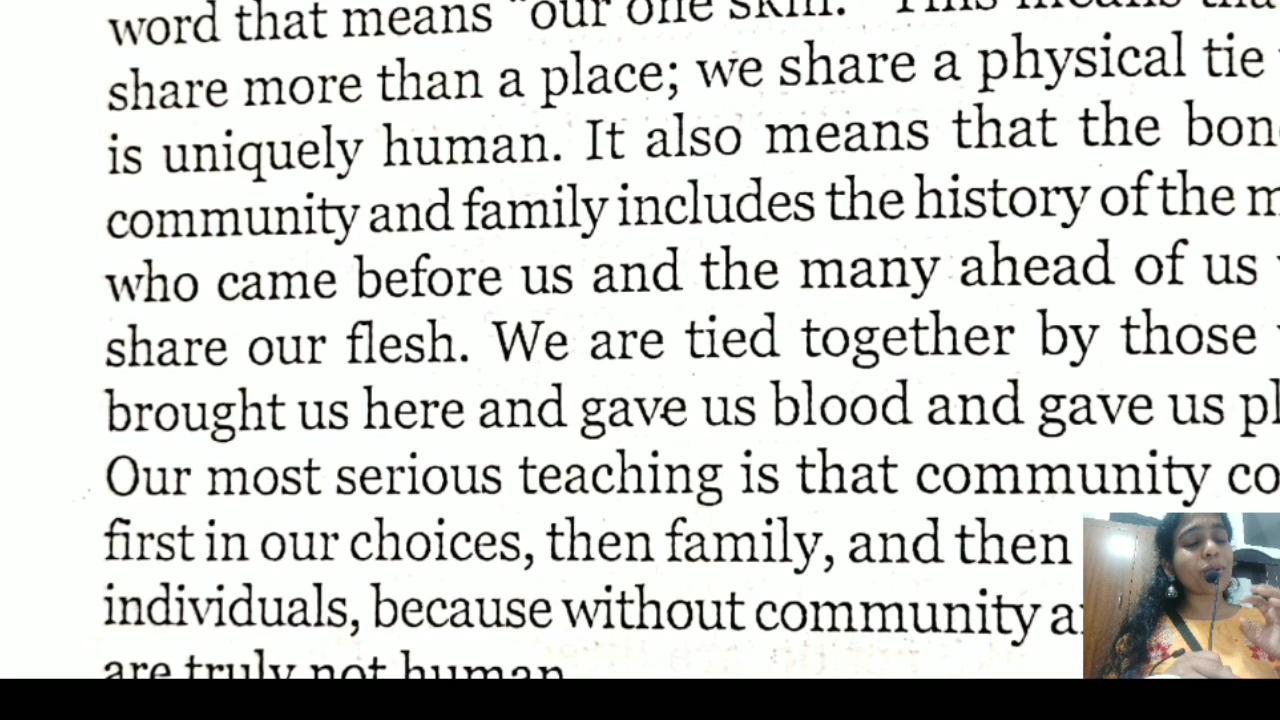 word that means "our one skin." This means
share more than a place; we share a physical tie
is uniquely human. It also means that the
community and family includes the history of the
who came before us and the many ahead of us
share our flesh. We are tied together by those
brought us here and gave us blood and gave us
Our most serious teaching is that community
first in our choices, then family, and then
individuals, because without community
are truly not human